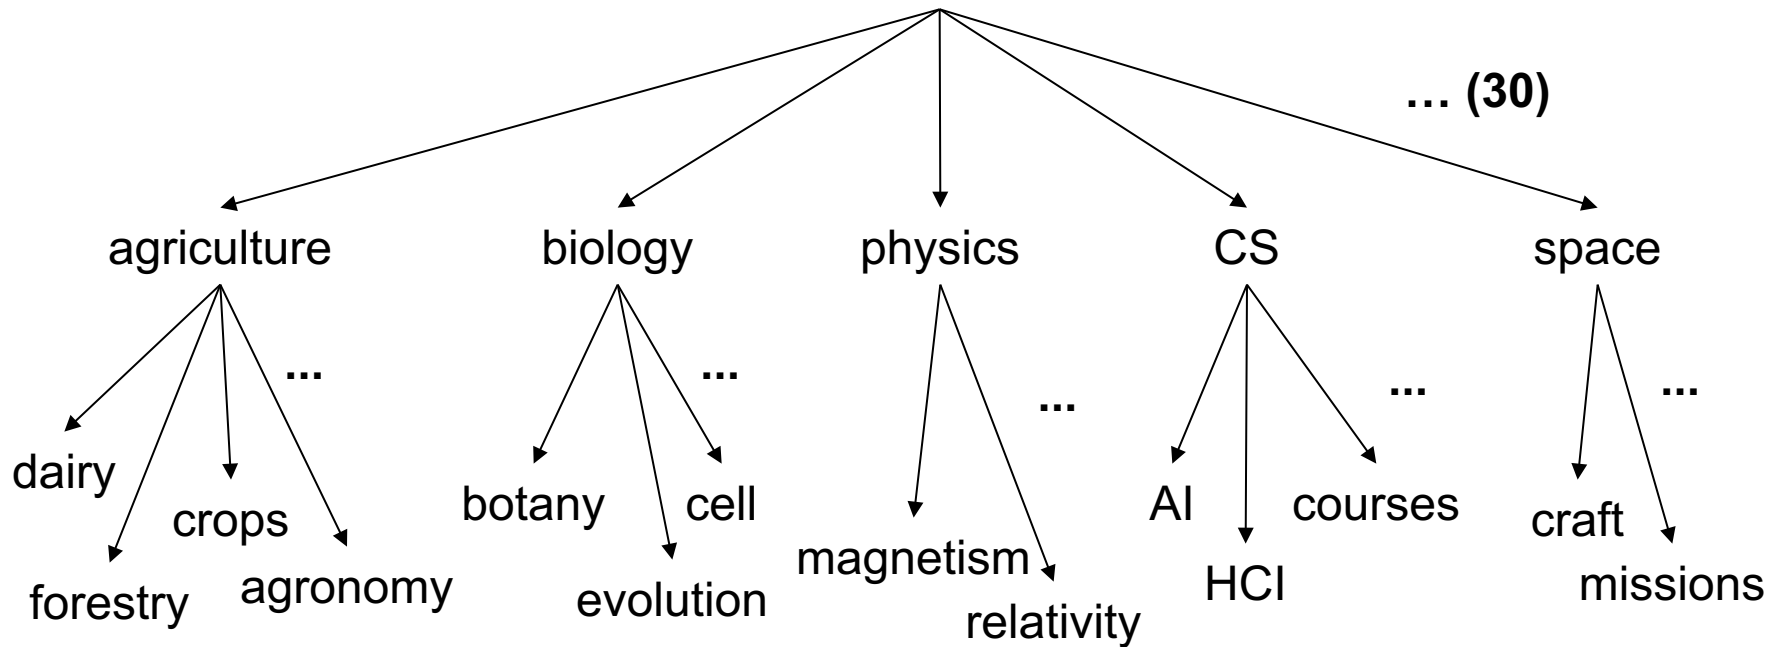 … (30)
agriculture
biology
physics
CS
space
...
...
...
...
...
dairy
forestry
crops
agronomy
botany
evolution
cell
magnetism
relativity
AI
HCI
courses
craft
missions